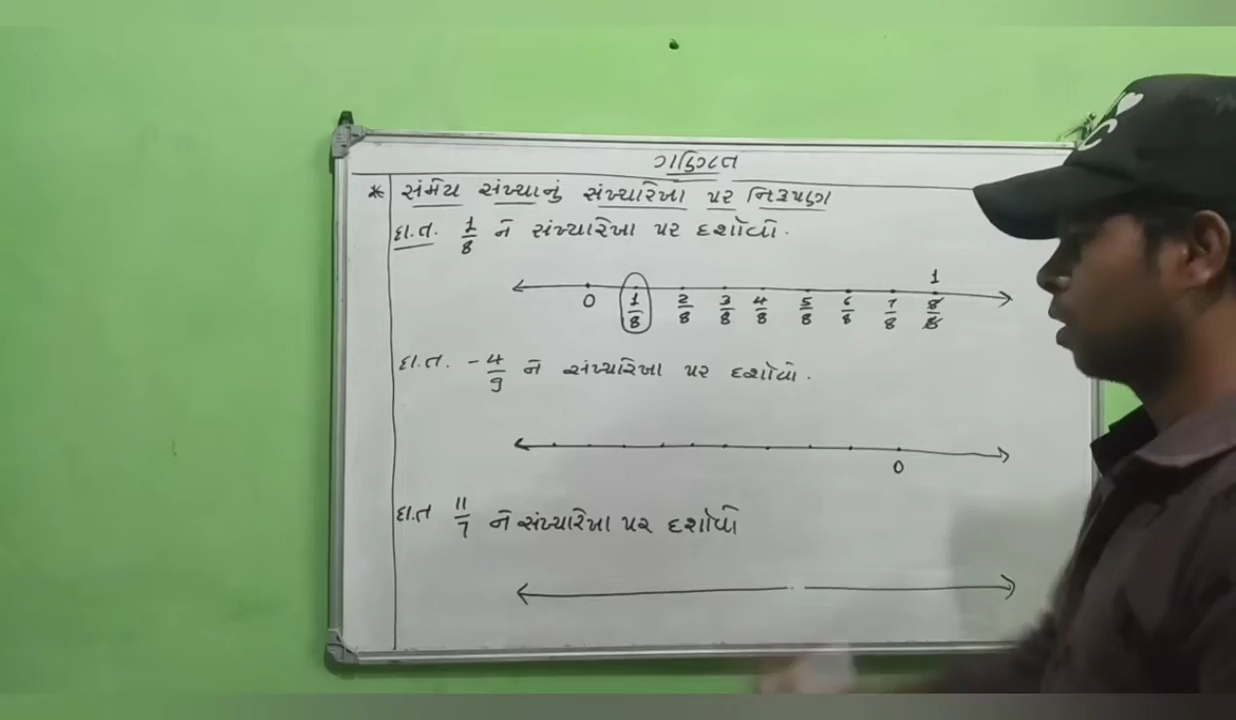 ગણિત
* સંમેય સંખ્યાનું સંખ્યારેખા પર નિરૂપણ
દા.ત. 1/8 ને સંખ્યારેખા પર દર્શાવો.
1
0 1/8 2/8 3/8 4/8 5/8 6/8 7/8 8/8
દા.ત. -4/9 ને સંખ્યારેખા પર દર્શાવો.
0
દા.ત 11/7 ને સંખ્યારેખા પર દર્શાવો